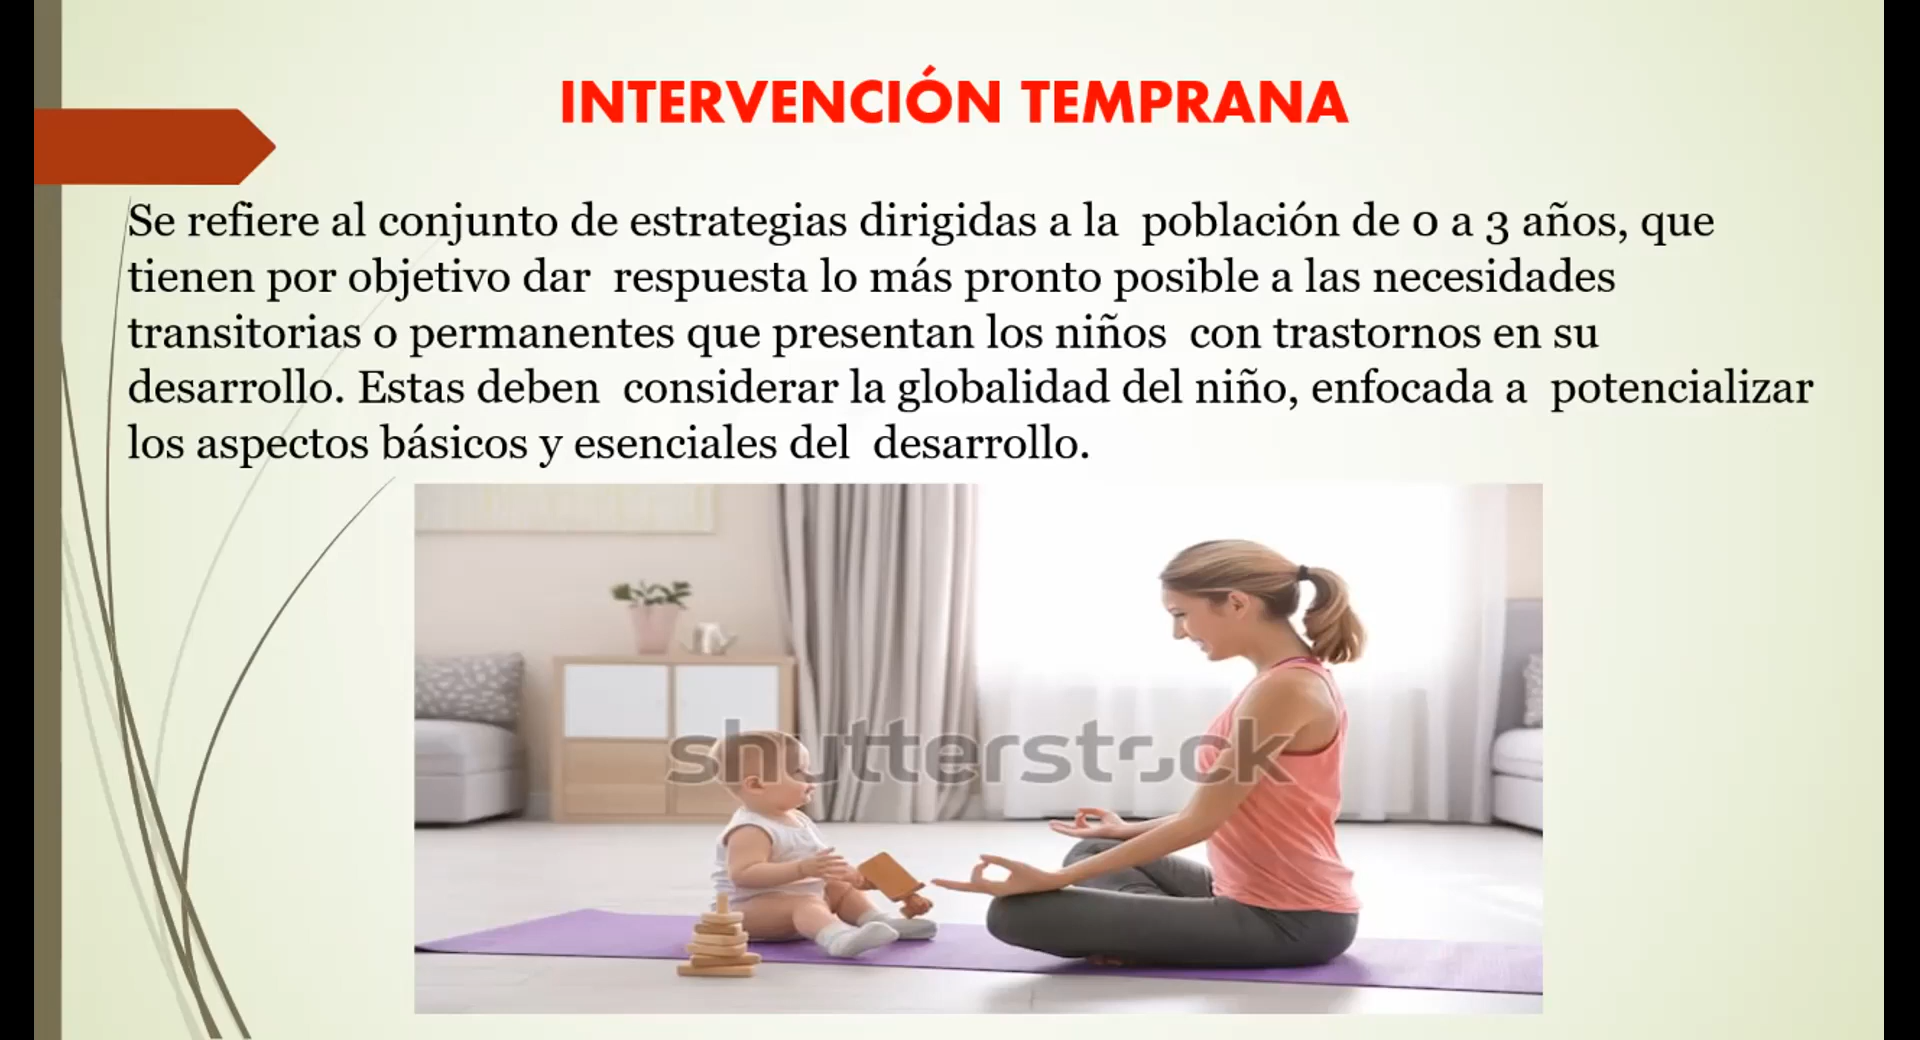 INTERVENCIÓN TEMPRANA
Se refiere al conjunto de estrategias dirigidas a la población de 0 a 3 años, que
tienen por objetivo dar respuesta lo más pronto posible a las necesidades
transitorias o permanentes que presentan los niños con trastornos en su
desarrollo. Estas deben considerar la globalidad del niño, enfocada a potencializar
los aspectos básicos y esenciales del desarrollo.
shutterstock